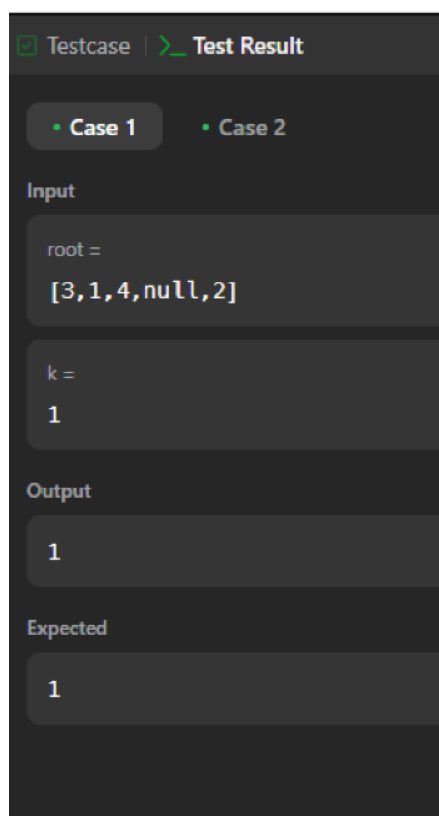 Testcase | >_ Test Result
• Case 1 • Case 2
Input
root =
[3,1,4,null,2]
k =
1
Output
1
Expected
1